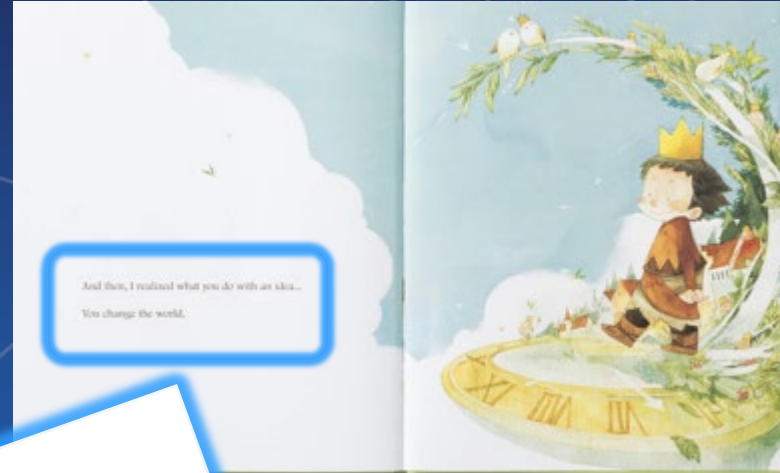 And then, I realized what you do with an idea...
You change the world.